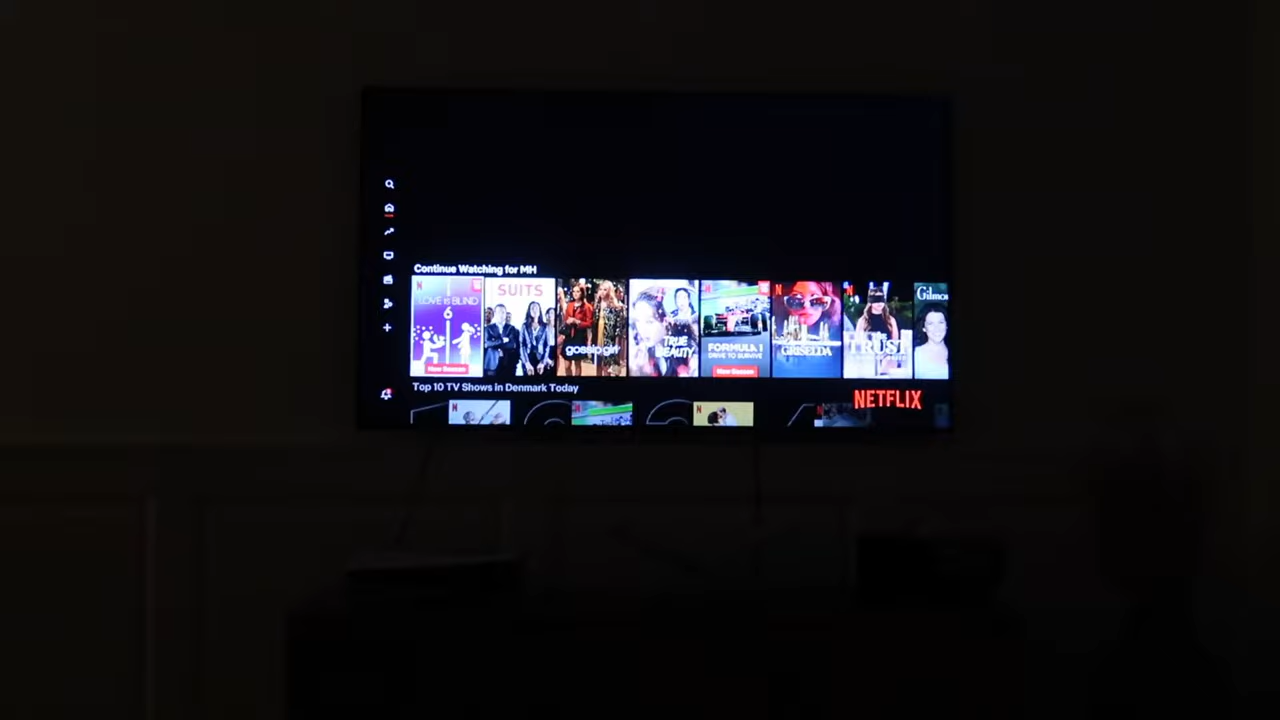 Continue Watching for MH
LOVE is BLIND
6
New Season
SUITS
gossip girl
TRUE
BEAUTY
FORMULA 1
DRIVE TO SURVIVE
New Season
GRISELDA
TRUST
Gilmo
Top 10 TV Shows in Denmark Today
NETFLIX